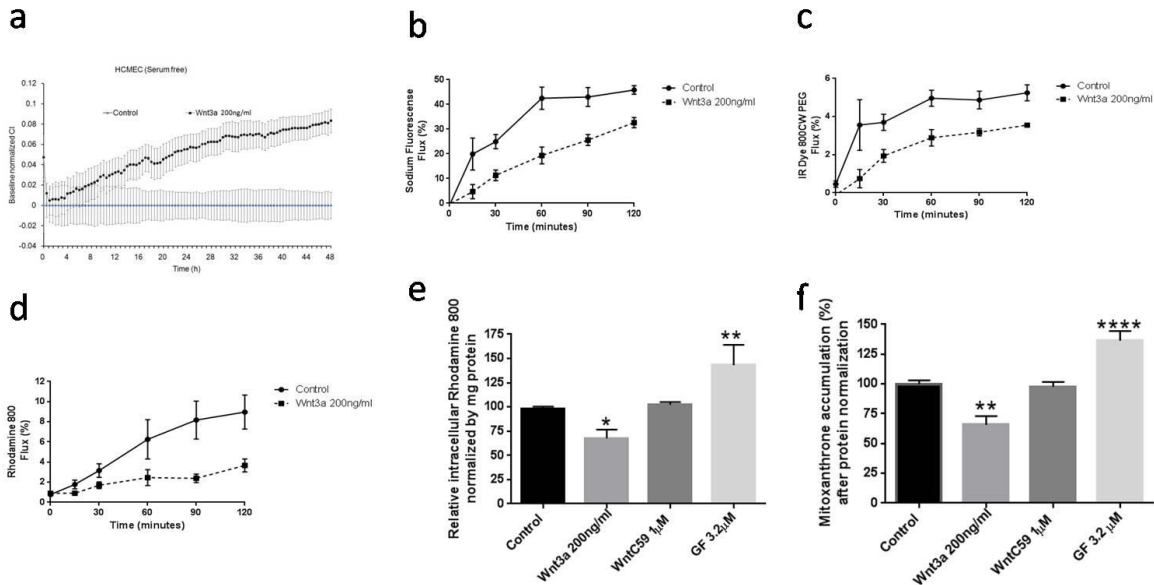 a
HCMEC (Serum free)
Control
Wnt3a 200ng/ml
Baseline normalized CI
0.12
0.1
0.08
0.06
0.04
0.02
0
-0.02
-0.04
0 4 8 12 16 20 24 28 32 36 40 44 48
Time (h)
b
Sodium Fluorescense
Flux (%)
50
40
30
20
10
0
0 30 60 90 120
Time (minutes)
Control
Wnt3a 200ng/ml
c
IR Dye 800CW PEG
Flux (%)
6
4
2
0
0 30 60 90 120
Time (minutes)
Control
Wnt3a 200ng/ml
d
Rhodamine 800
Flux (%)
12
10
8
6
4
2
0
0 30 60 90 120
Time (minutes)
Control
Wnt3a 200ng/ml
e
Relative intracellular Rhodamine 800
normalized by mg protein
175
150
125
100
75
50
25
0
*
**
Control
Wnt3a 200ng/ml
WntC59 1µM
GF 3.2µM
f
Mitoxanthrone accumulation (%)
after protein normalization
150
125
100
75
50
25
0
**
****
Control
Wnt3a 200ng/ml
WntC59 1µM
GF 3.2 µM